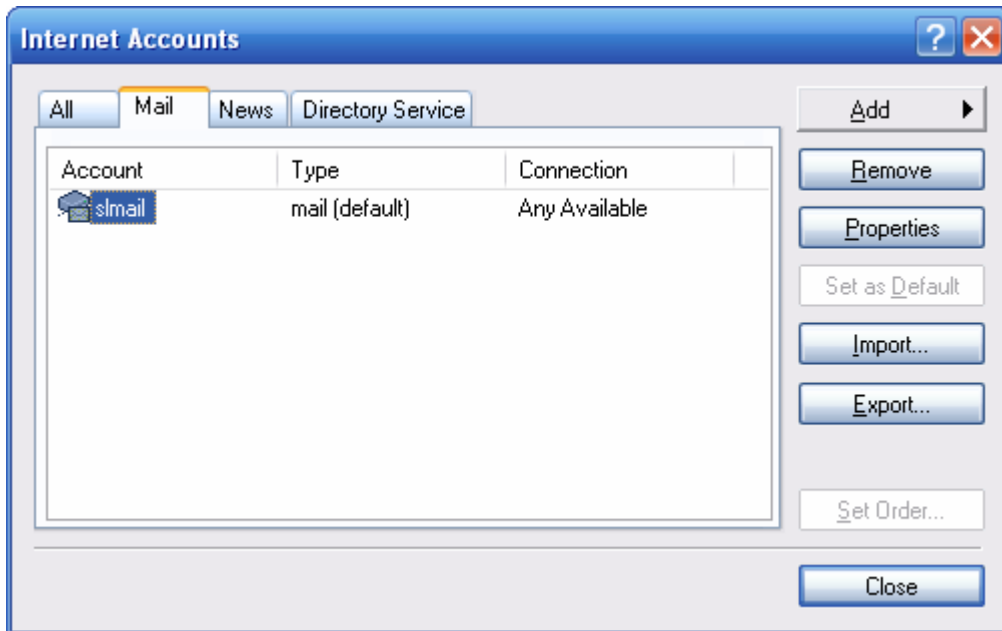 Internet Accounts
All Mail News Directory Service
Account Type Connection
slmail mail (default) Any Available
Add
Remove
Properties
Set as Default
Import...
Export...
Set Order...
Close